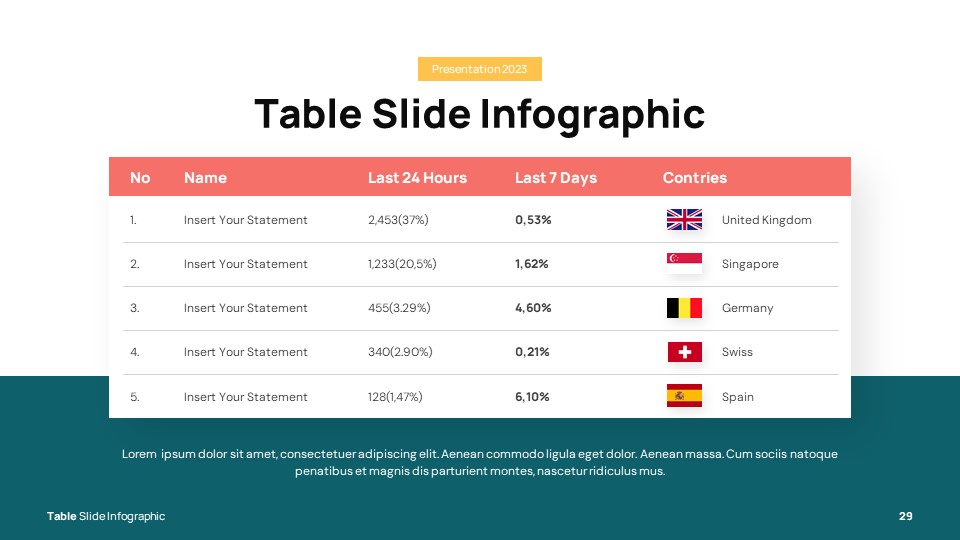 Presentation 2023
Table Slide Infographic
No Name Last 24 Hours Last 7 Days Contries
1. Insert Your Statement 2,453(37%) 0,53% United Kingdom
2. Insert Your Statement 1,233(20,5%) 1,62% Singapore
3. Insert Your Statement 455(3.29%) 4,60% Germany
4. Insert Your Statement 340(2.90%) 0,21% Swiss
5. Insert Your Statement 128(1,47%) 6,10% Spain
Lorem ipsum dolor sit amet, consectetuer adipiscing elit. Aenean commodo ligula eget dolor. Aenean massa. Cum sociis natoque
penatibus et magnis dis parturient montes, nascetur ridiculus mus.
Table Slide Infographic 29